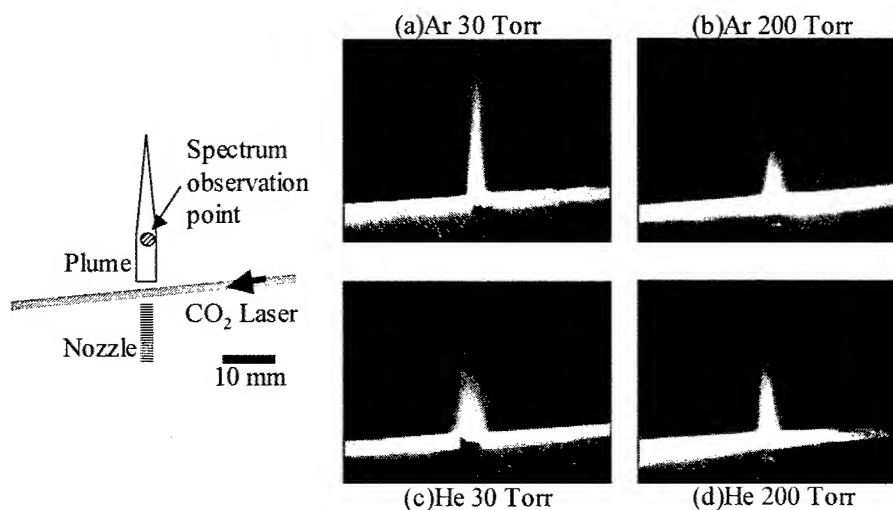 (a)Ar 30 Torr
(b)Ar 200 Torr
Spectrum
observation
point
Plume
CO₂ Laser
Nozzle
10 mm
(c)He 30 Torr
(d)He 200 Torr